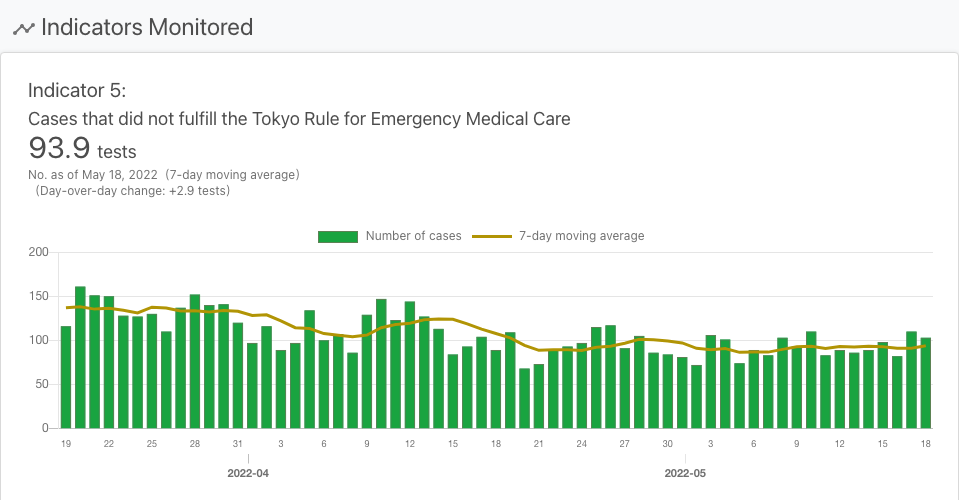 Indicators Monitored
Indicator 5:
Cases that did not fulfill the Tokyo Rule for Emergency Medical Care
93.9 tests
No. as of May 18, 2022 (7-day moving average)
(Day-over-day change: +2.9 tests)
Number of cases 7-day moving average
200
150
100
50
0
19 22 25 28 31 3 6 9 12 15 18 21 24 27 30 3 6 9 12 15 18
2022-04 2022-05